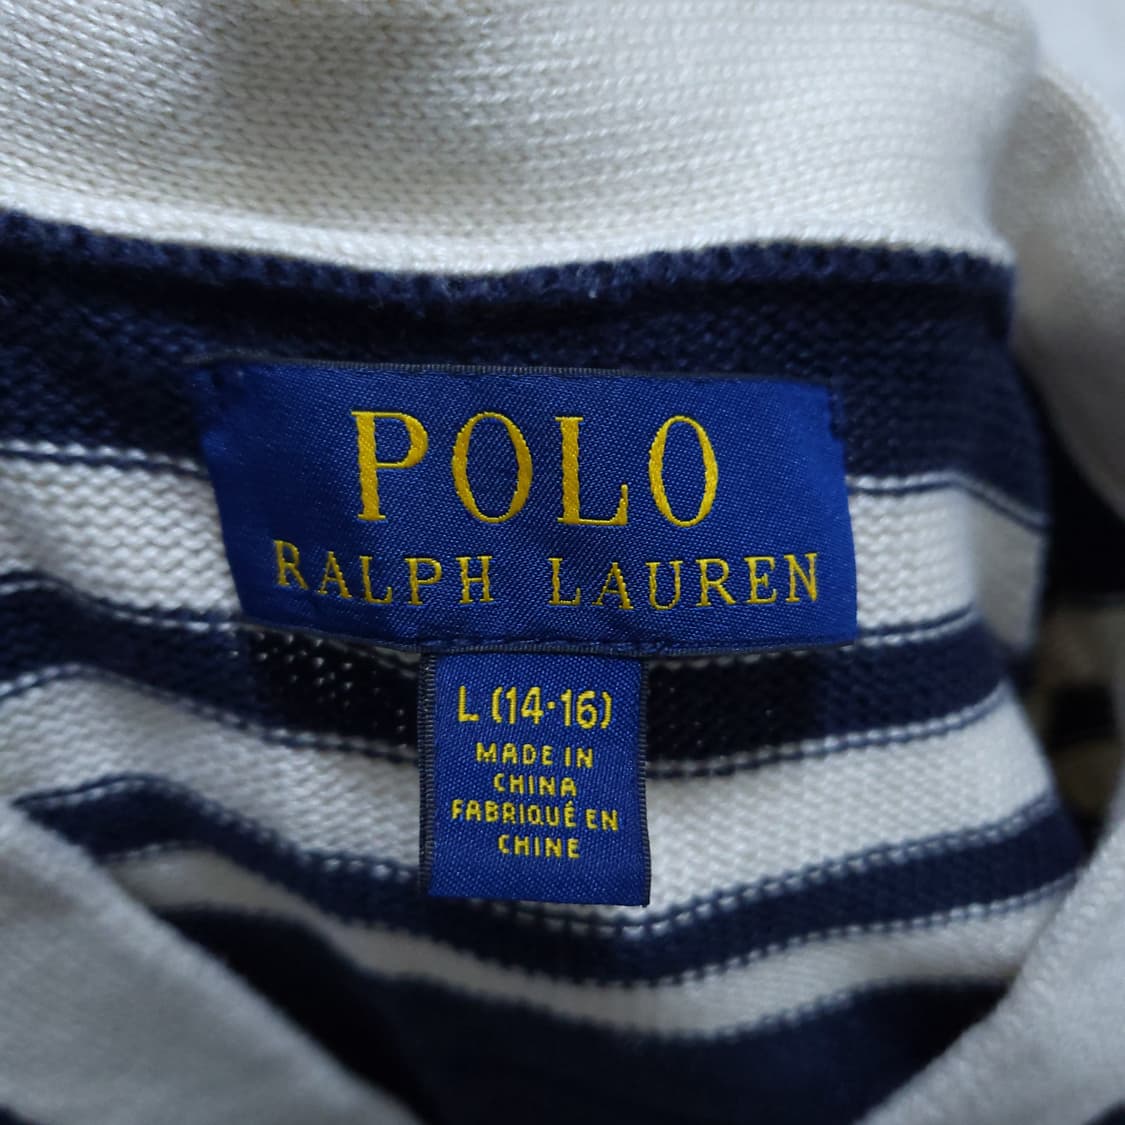 POLO
RALPH LAUREN
L (14-16)
MADE IN
CHINA
FABRIQUÉ EN
CHINE